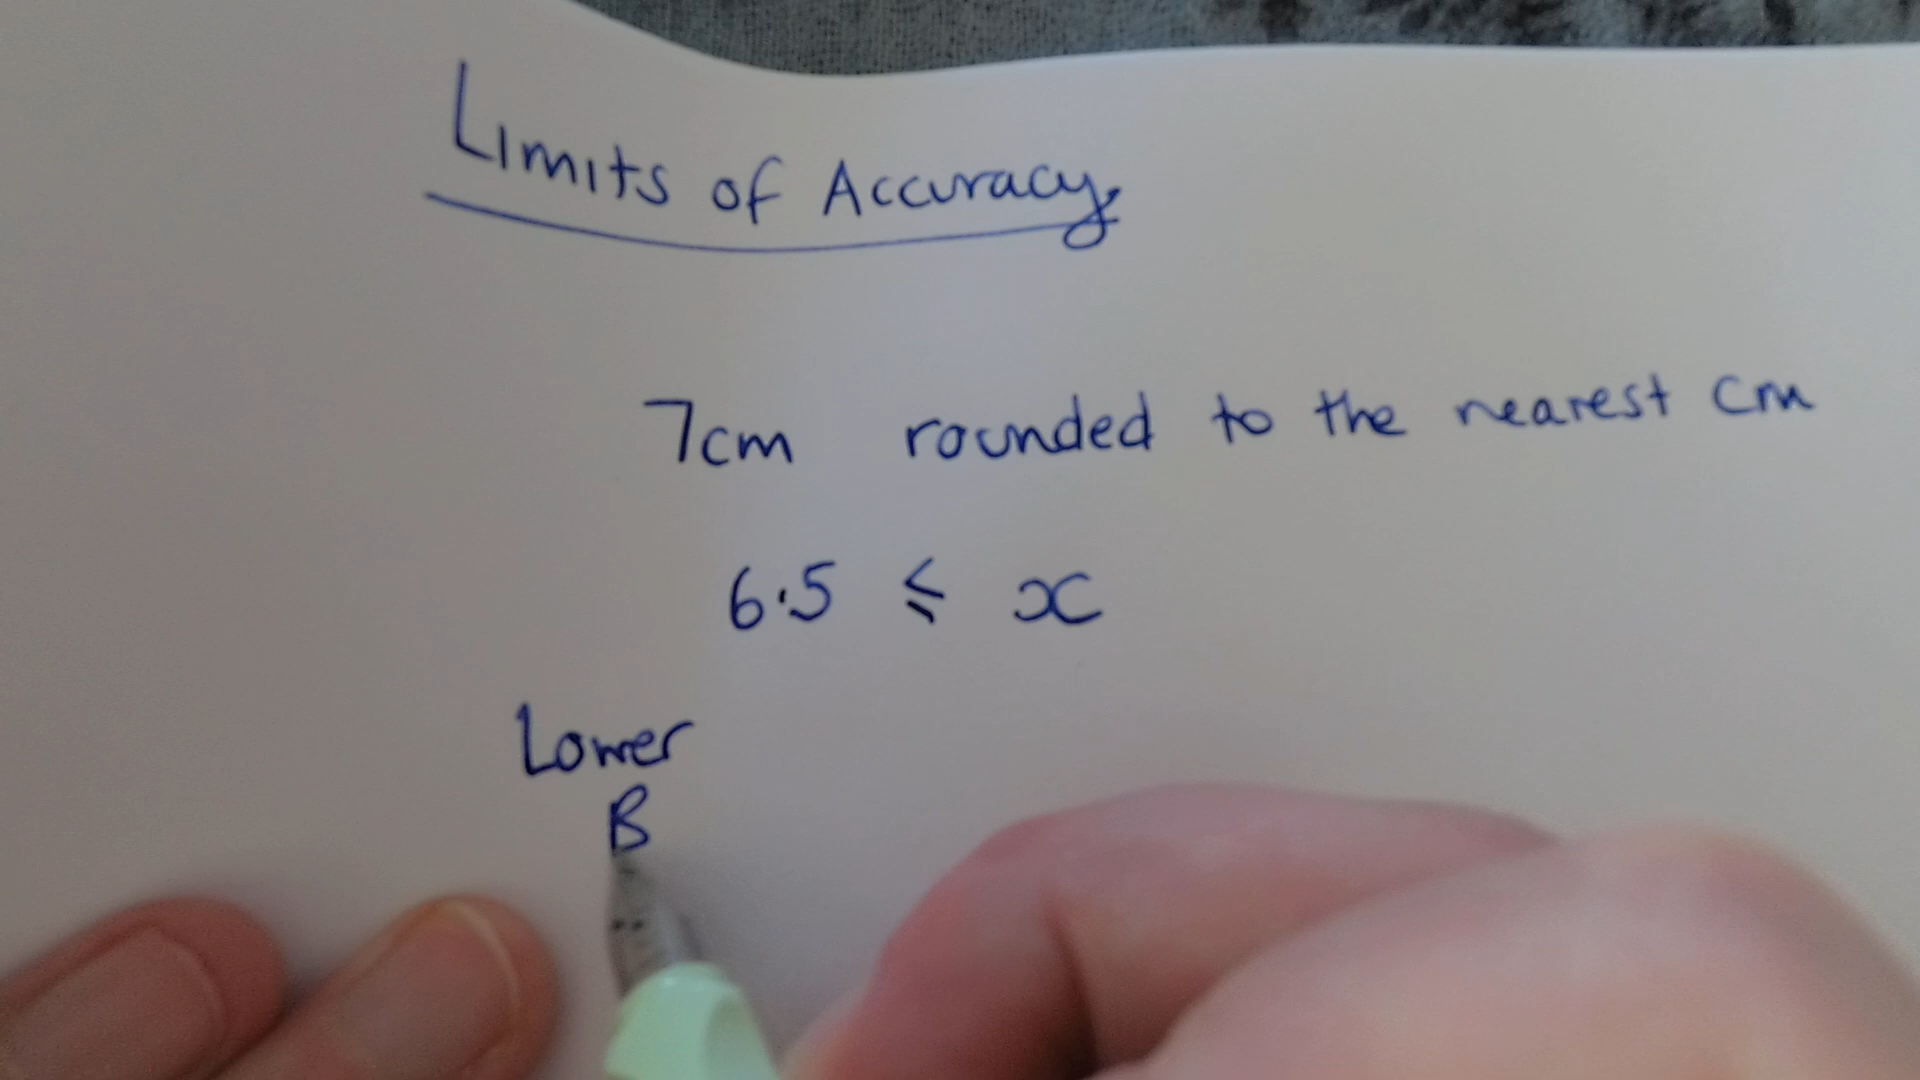 Limits of Accuracy
7cm rounded to the nearest cm
6.5 ≤ x
Lower
B